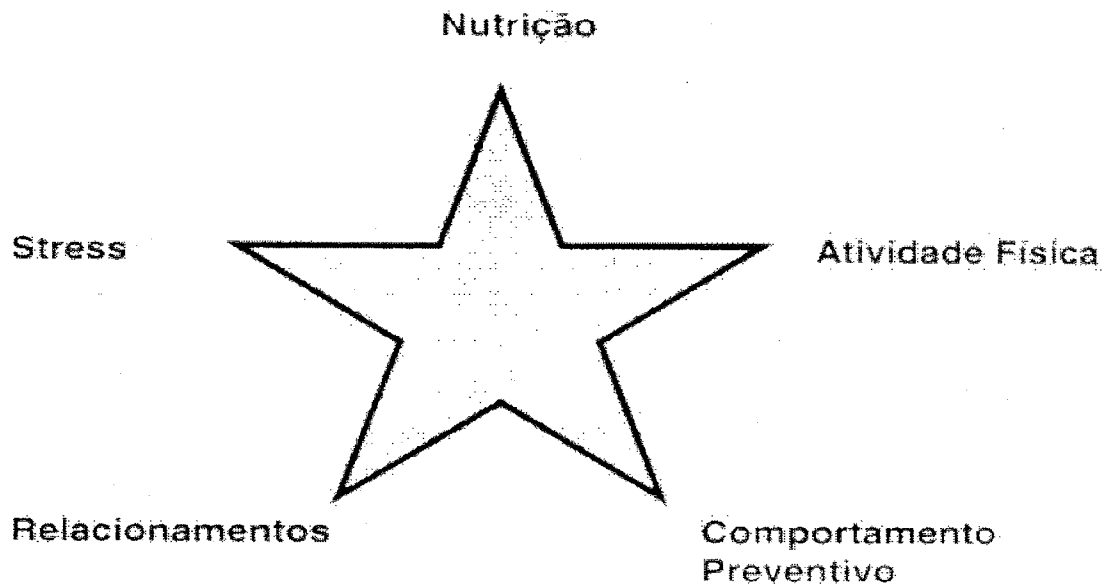 Nutrição
Stress
Atividade Física
Relacionamentos
Comportamento
Preventivo